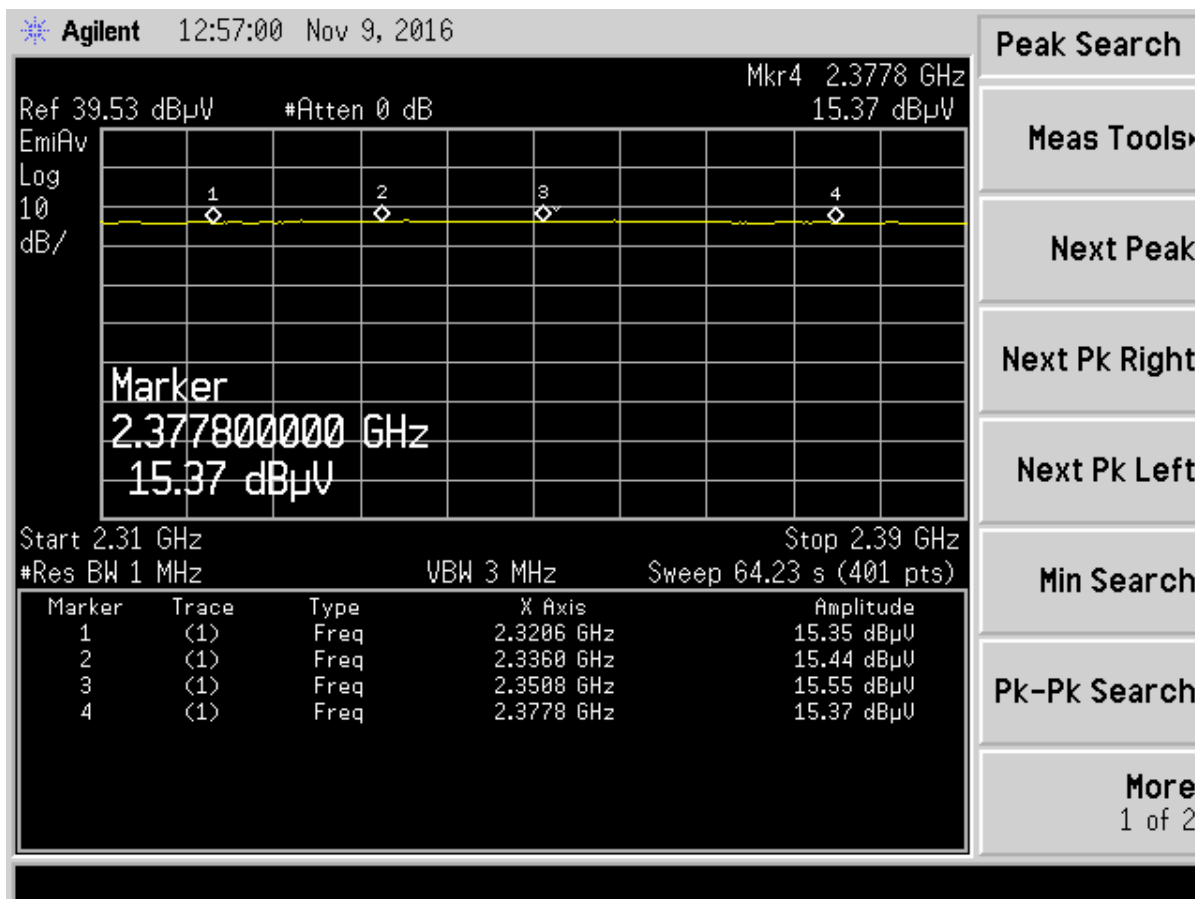 Agilent 12:57:00 Nov 9, 2016
Mkr4 2.3778 GHz
Ref 39.53 dBµV #Atten 0 dB 15.37 dBµV
EmiAv
Log
10
dB/
1 2 3 4
Marker
2.377800000 GHz
15.37 dBµV
Start 2.31 GHz Stop 2.39 GHz
#Res BW 1 MHz VBW 3 MHz Sweep 64.23 s (401 pts)
Marker Trace Type X Axis Amplitude
1 (1) Freq 2.3206 GHz 15.35 dBµV
2 (1) Freq 2.3360 GHz 15.44 dBµV
3 (1) Freq 2.3508 GHz 15.55 dBµV
4 (1) Freq 2.3778 GHz 15.37 dBµV
Peak Search
Meas Tools
Next Peak
Next Pk Right
Next Pk Left
Min Search
Pk-Pk Search
More
1 of 2